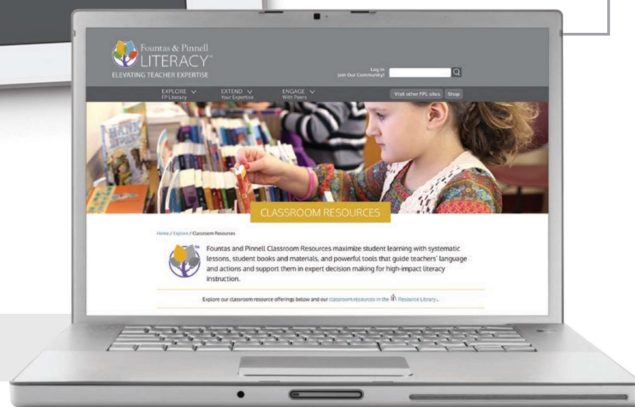 Fountas & Pinnell
LITERACY™
ELEVATING TEACHER EXPERTISE
Log in
Join Our Community!
EXPLORE
FP Literacy
EXTEND
Your Expertise
ENGAGE
With Peers
Visit other FPL sites
Shop
CLASSROOM RESOURCES
Home / Explore / Classroom Resources
Fountas and Pinnell Classroom Resources maximize student learning with systematic
lessons, student books and materials, and powerful tools that guide teachers' language
and actions and support them in expert decision making for high-impact literacy
instruction.
Explore our classroom resource offerings below and our classroom resources in the Resource Library..